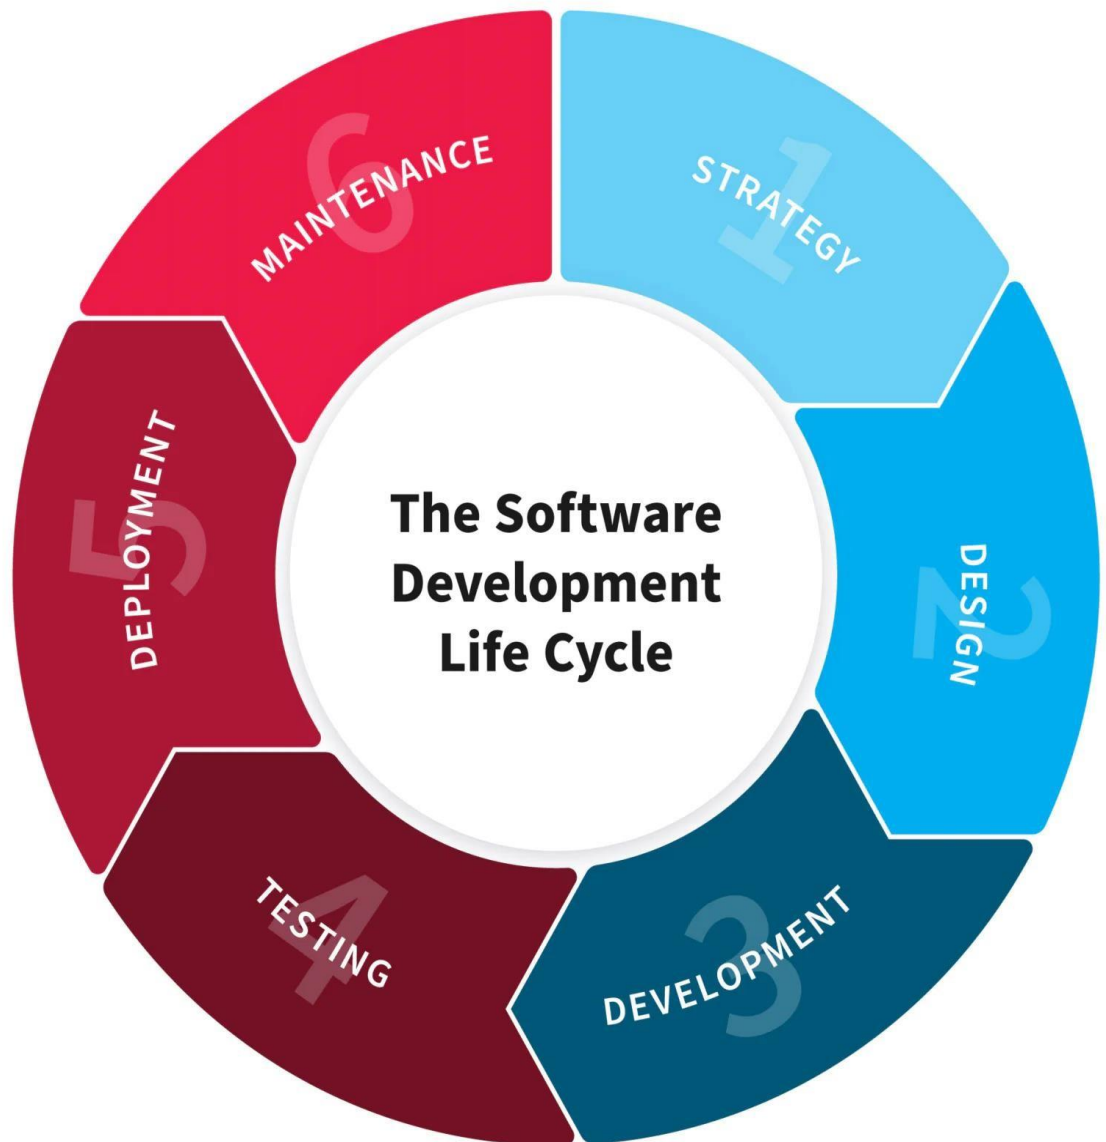 The Software
Development
Life Cycle
1
STRATEGY
2
DESIGN
3
DEVELOPMENT
4
TESTING
5
DEPLOYMENT
6
MAINTENANCE